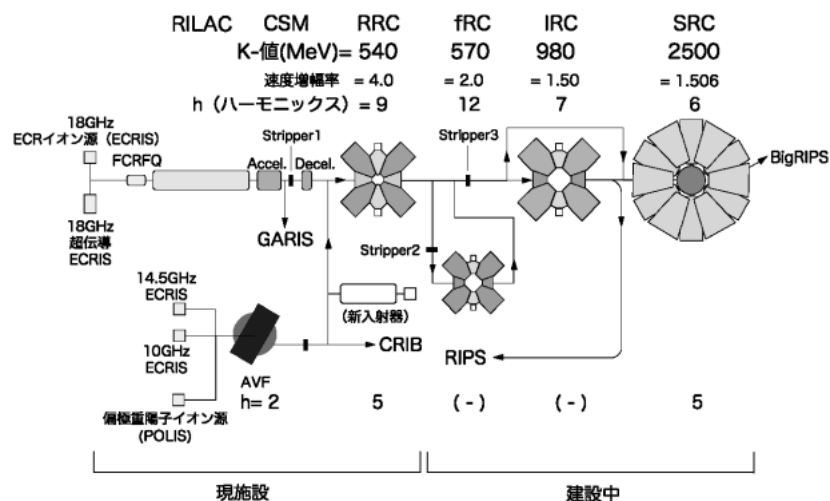 RILAC CSM RRC fRC IRC SRC
K-値(MeV)= 540 570 980 2500
速度増幅率 = 4.0 = 2.0 = 1.50 = 1.506
h（ハーモニックス）= 9 12 7 6
18GHz
ECRイオン源（ECRIS）
FCRFQ
Accel.
Stripper1
Decel.
Stripper3
BigRIPS
18GHz
超伝導
ECRIS
GARIS
Stripper2
14.5GHz
ECRIS
(新入射器)
10GHz
ECRIS
CRIB
RIPS
AVF
h= 2 5 ( - ) ( - ) 5
偏極重陽子イオン源
(POLIS)
現施設 建設中